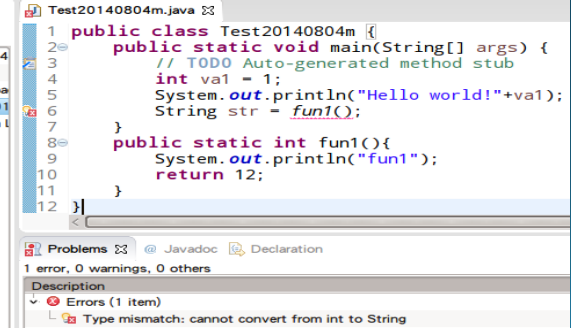 Test20140804m.java
1 public class Test20140804m {
2 public static void main(String[] args) {
3 // TODO Auto-generated method stub
4 int va1 = 1;
5 System.out.println("Hello world!"+va1);
6 String str = fun1();
7 }
8 public static int fun1(){
9 System.out.println("fun1");
10 return 12;
11 }
12 }
Problems @ Javadoc Declaration
1 error, 0 warnings, 0 others
Description
Errors (1 item)
Type mismatch: cannot convert from int to String